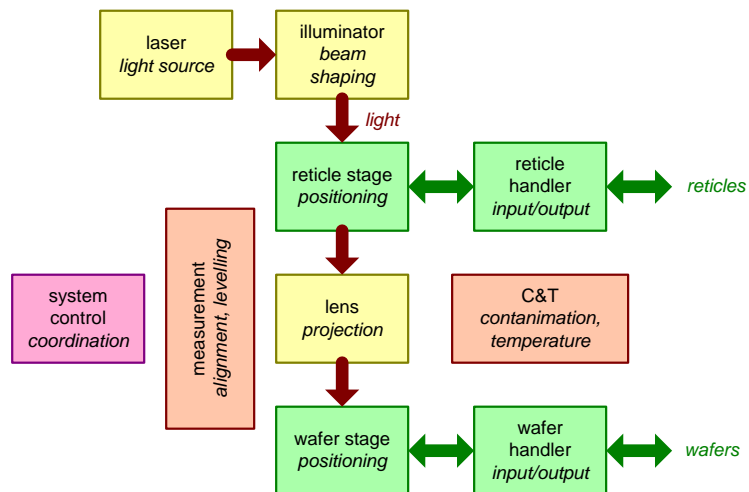 laser
light source
illuminator
beam
shaping
light
reticle stage
positioning
reticle
handler
input/output
reticles
system
control
coordination
measurement
alignment, levelling
lens
projection
C&T
contanimation,
temperature
wafer stage
positioning
wafer
handler
input/output
wafers